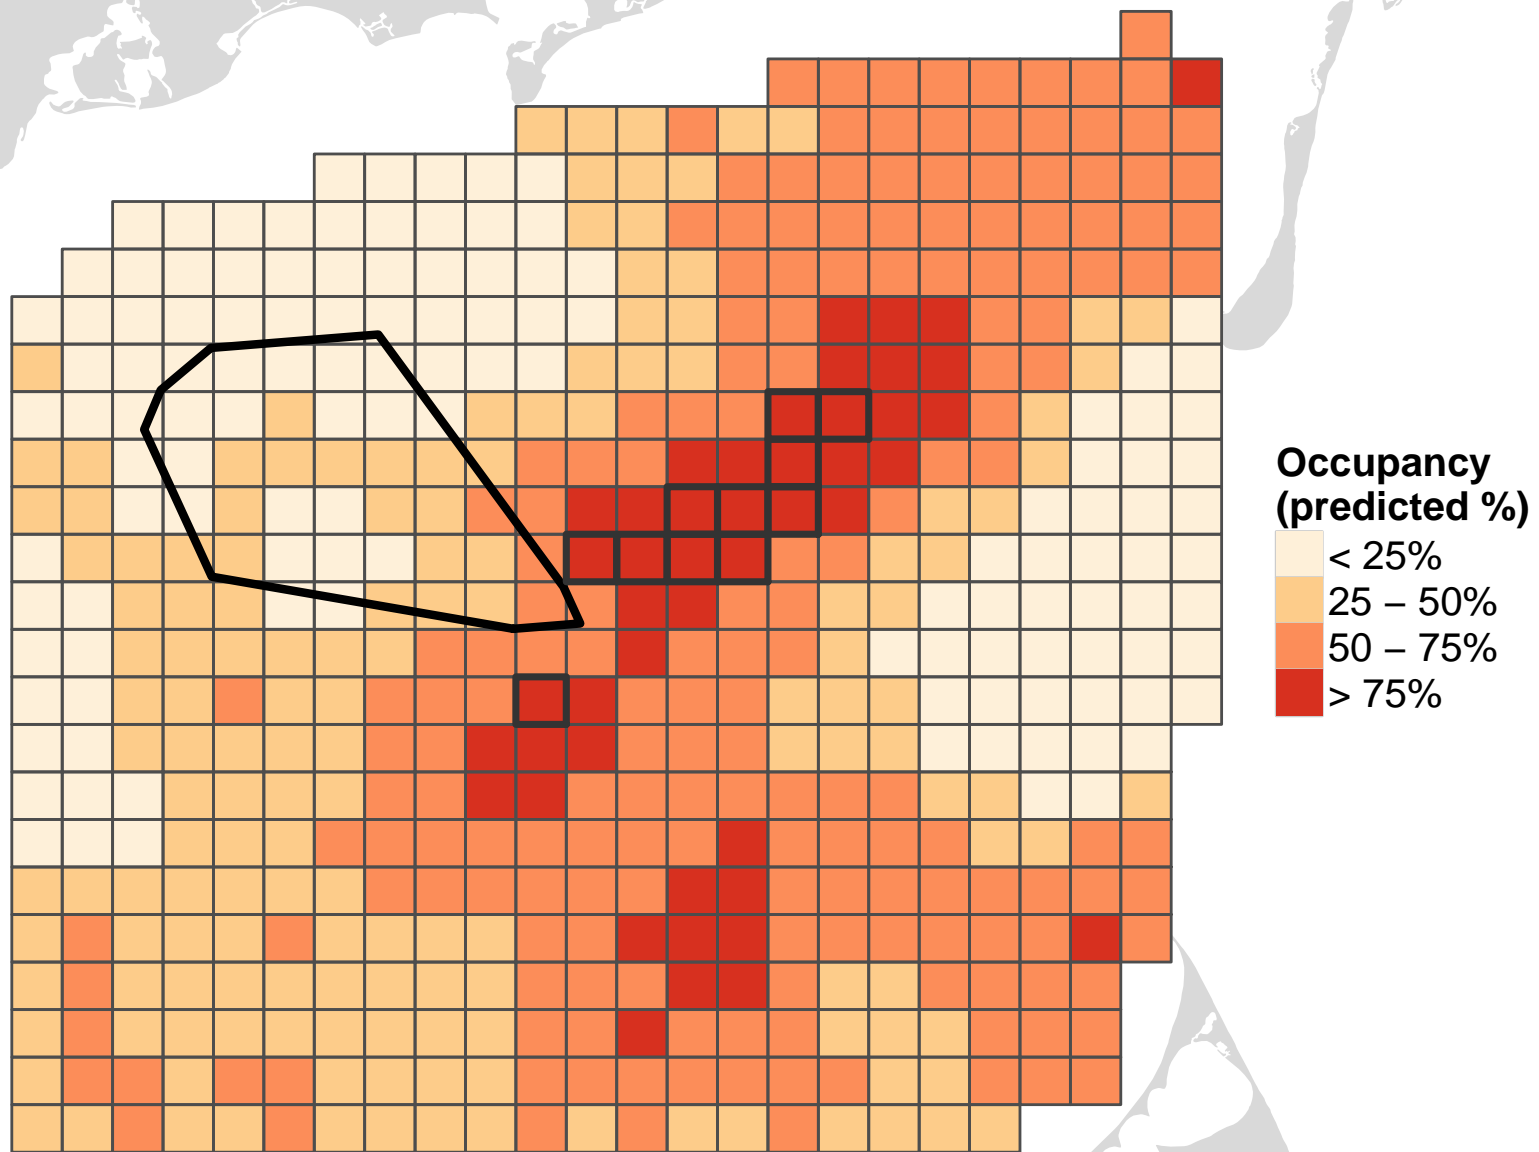 Occupancy
(predicted %)
< 25%
25 – 50%
50 – 75%
> 75%